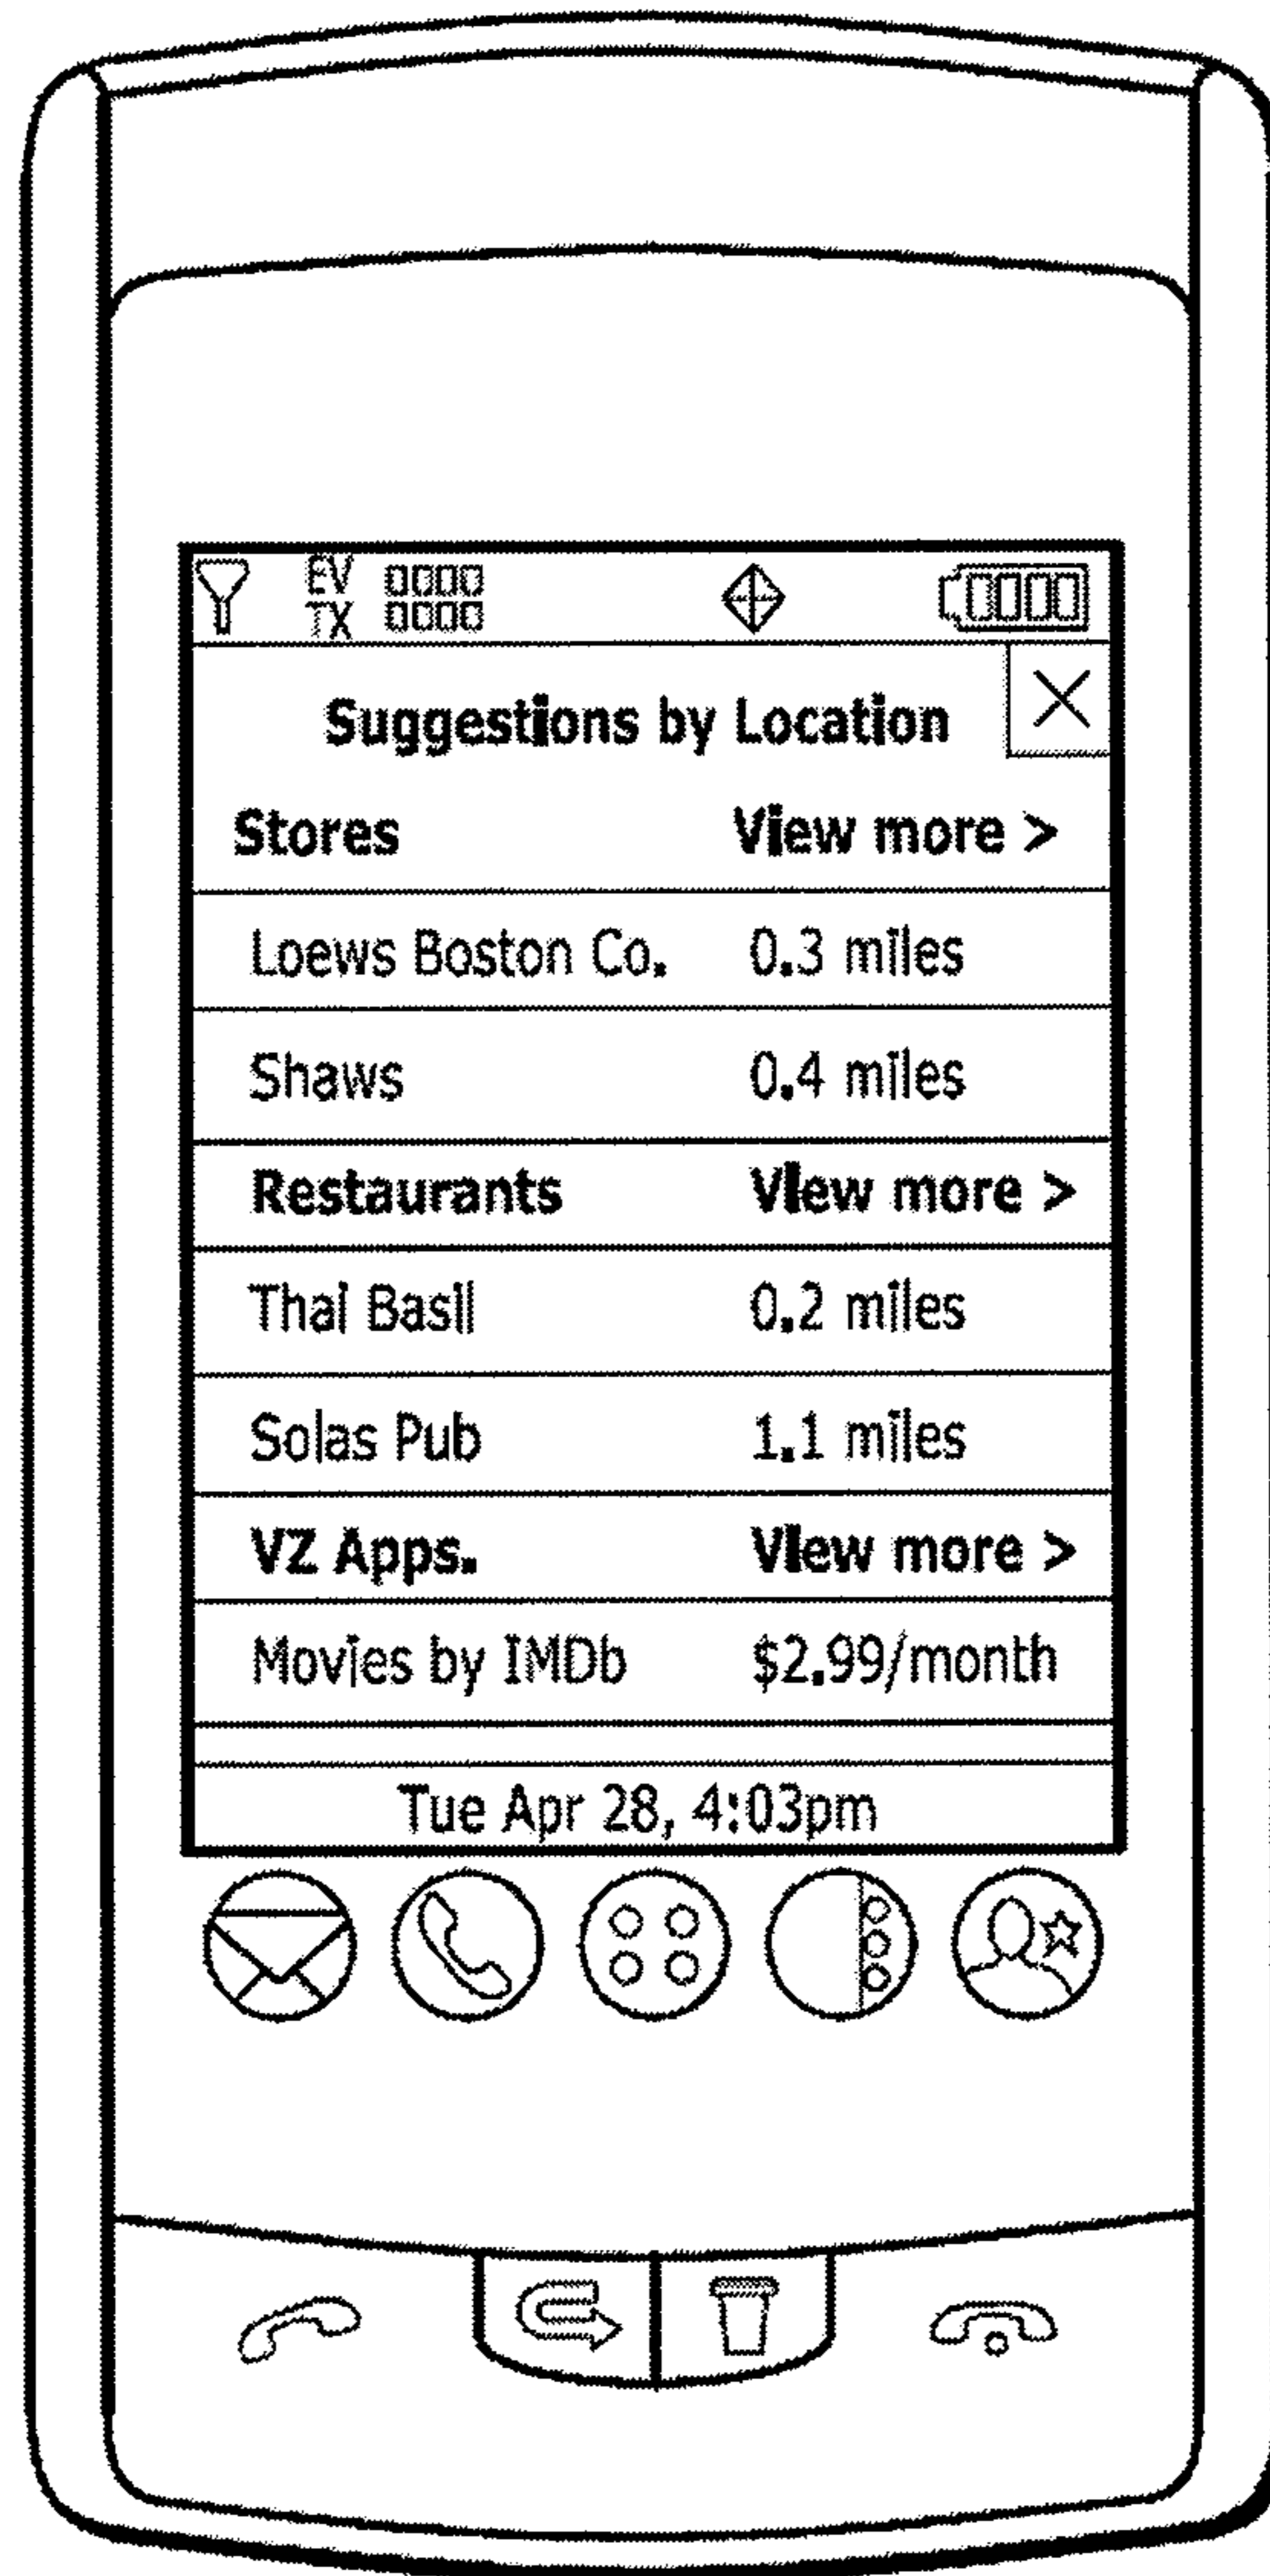 EV
TX
Suggestions by Location
Stores View more >
Loews Boston Co. 0.3 miles
Shaws 0.4 miles
Restaurants View more >
Thai Basil 0.2 miles
Solas Pub 1.1 miles
VZ Apps. View more >
Movies by IMDb $2.99/month
Tue Apr 28, 4:03pm